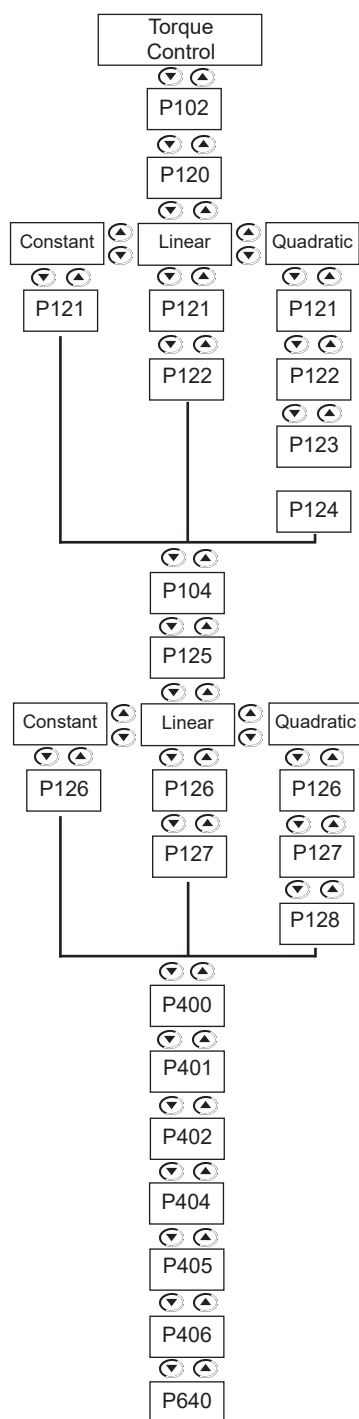 Torque
Control
P102
P120
Constant Linear Quadratic
P121 P121 P121
P122 P122
P123
P124
P104
P125
Constant Linear Quadratic
P126 P126 P126
P127 P127
P128
P400
P401
P402
P404
P405
P406
P640